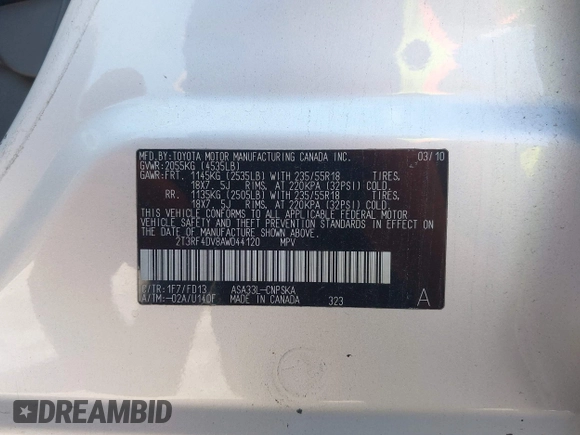 MFD.BY:TOYOTA MOTOR MANUFACTURING CANADA INC. 03/10
GVWR:2055KG (4535LB)
GAWR:FRT. 1145KG (2535LB) WITH 235/55R18 TIRES.
18X7. 5J RIMS. AT 220KPA (32PSI) COLD.
RR. 1135KG (2505LB) WITH 235/55R18 TIRES.
18X7. 5J RIMS. AT 220KPA (32PSI) COLD.
THIS VEHICLE CONFORMS TO ALL APPLICABLE FEDERAL MOTOR
VEHICLE SAFETY AND THEFT PREVENTION STANDARDS IN EFFECT
ON THE DATE OF MANUFACTURE SHOWN ABOVE.
2T3RF4DV8AW044120 MPV
C/TR:1F7/FD13 ASA33L-CNPSKA
A/TM:-02A/U140F MADE IN CANADA 323 A
DREAMBID